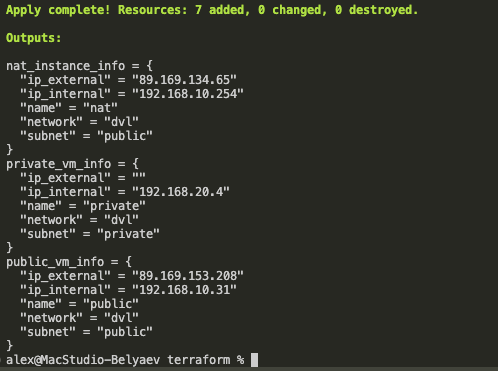 Apply complete! Resources: 7 added, 0 changed, 0 destroyed.
Outputs:
nat_instance_info = {
  "ip_external" = "89.169.134.65"
  "ip_internal" = "192.168.10.254"
  "name" = "nat"
  "network" = "dvl"
  "subnet" = "public"
}
private_vm_info = {
  "ip_external" = ""
  "ip_internal" = "192.168.20.4"
  "name" = "private"
  "network" = "dvl"
  "subnet" = "private"
}
public_vm_info = {
  "ip_external" = "89.169.153.208"
  "ip_internal" = "192.168.10.31"
  "name" = "public"
  "network" = "dvl"
  "subnet" = "public"
}
alex@MacStudio-Belyaev terraform %